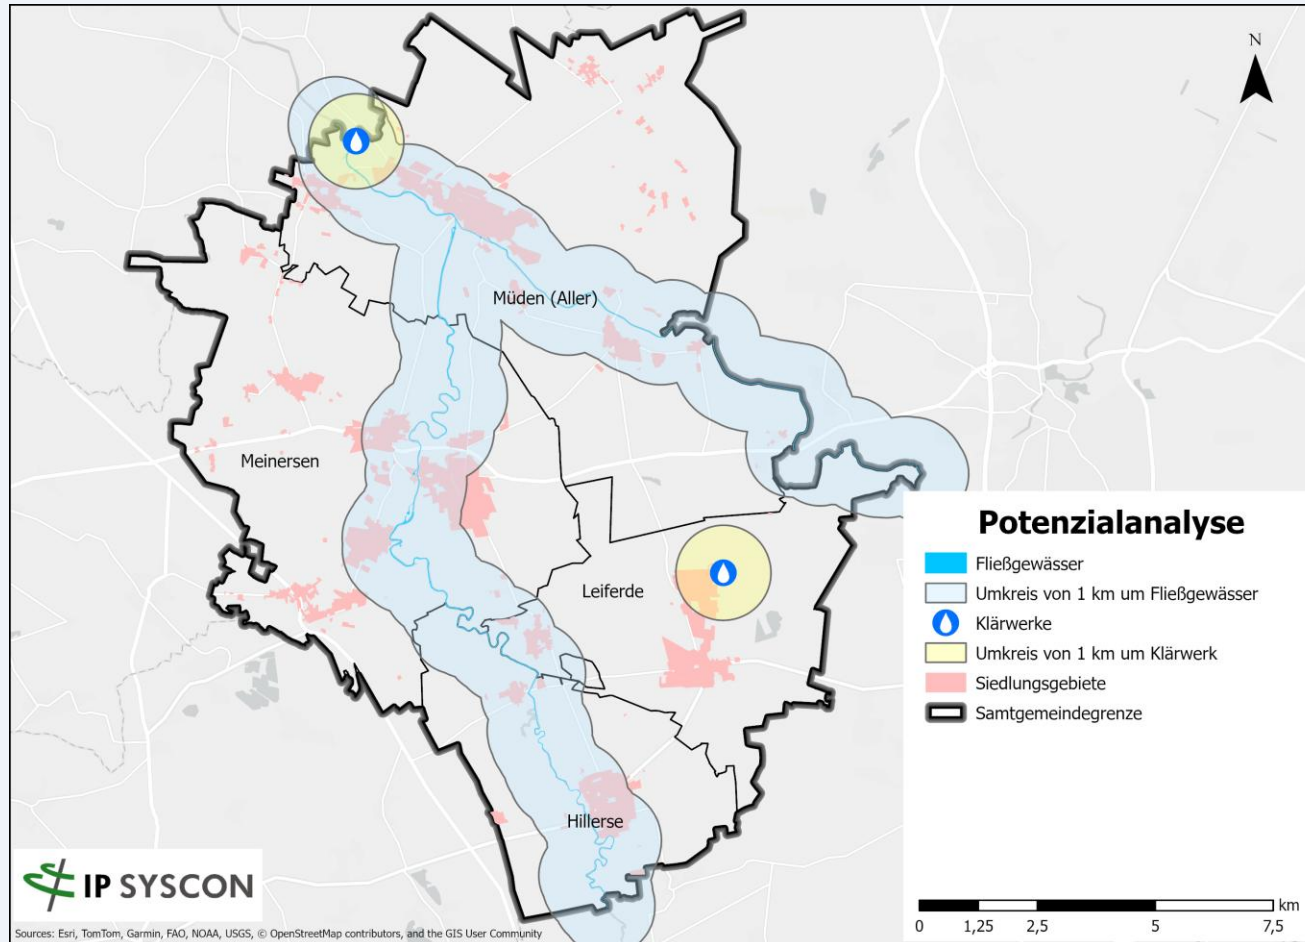 N
Müden (Aller)
Meinersen
Leiferde
Hillerse
Potenzialanalyse
Fließgewässer
Umkreis von 1 km um Fließgewässer
Klärwerke
Umkreis von 1 km um Klärwerk
Siedlungsgebiete
Samtgemeindegrenze
IP SYSCON
km
0 1,25 2,5 5 7,5
Sources: Esri, TomTom, Garmin, FAO, NOAA, USGS, © OpenStreetMap contributors, and the GIS User Community